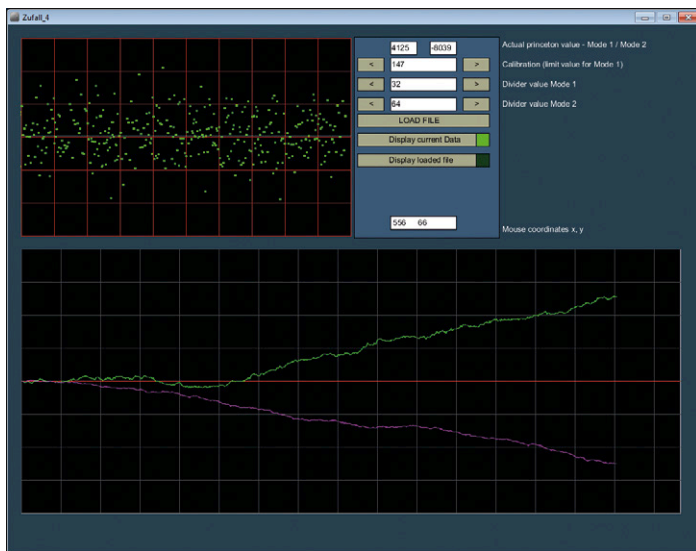 Zufall_4
4125 -8039 Actual princeton value - Mode 1 / Mode 2
< 147 > Calibration (limit value for Mode 1)
< 32 > Divider value Mode 1
< 64 > Divider value Mode 2
LOAD FILE
Display current Data
Display loaded file
556 66 Mouse coordinates x, y